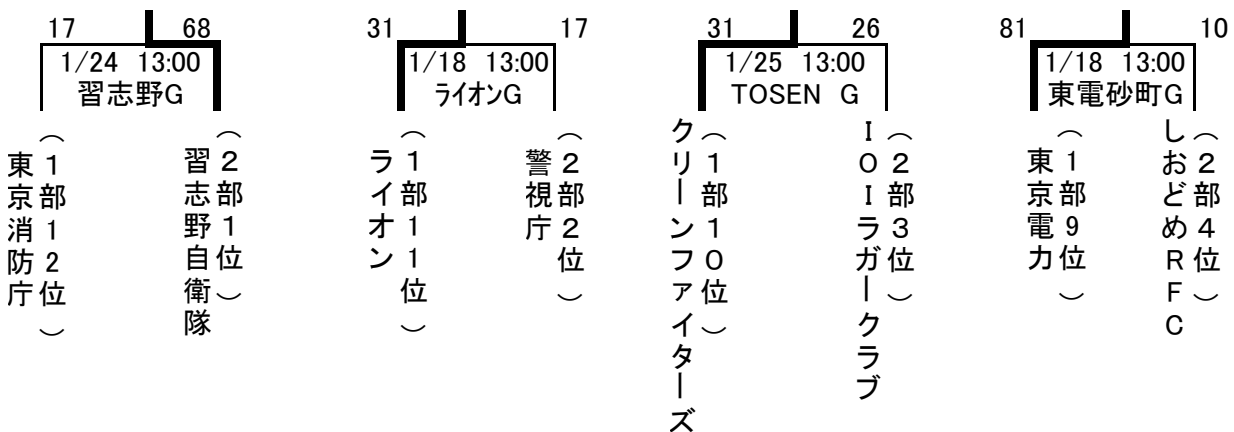 17 68
1/24 13:00
習志野G
(1部12位)
東京消防庁
(2部1位)
習志野自衛隊
31 17
1/18 13:00
ライオンG
(1部11位)
ライオン
(2部2位)
警視庁
31 26
1/25 13:00
TOSEN G
(1部10位)
クリーンファイターズ
(2部3位)
IOIラガークラブ
81 10
1/18 13:00
東電砂町G
(1部9位)
東京電力
(2部4位)
しおどめRFC